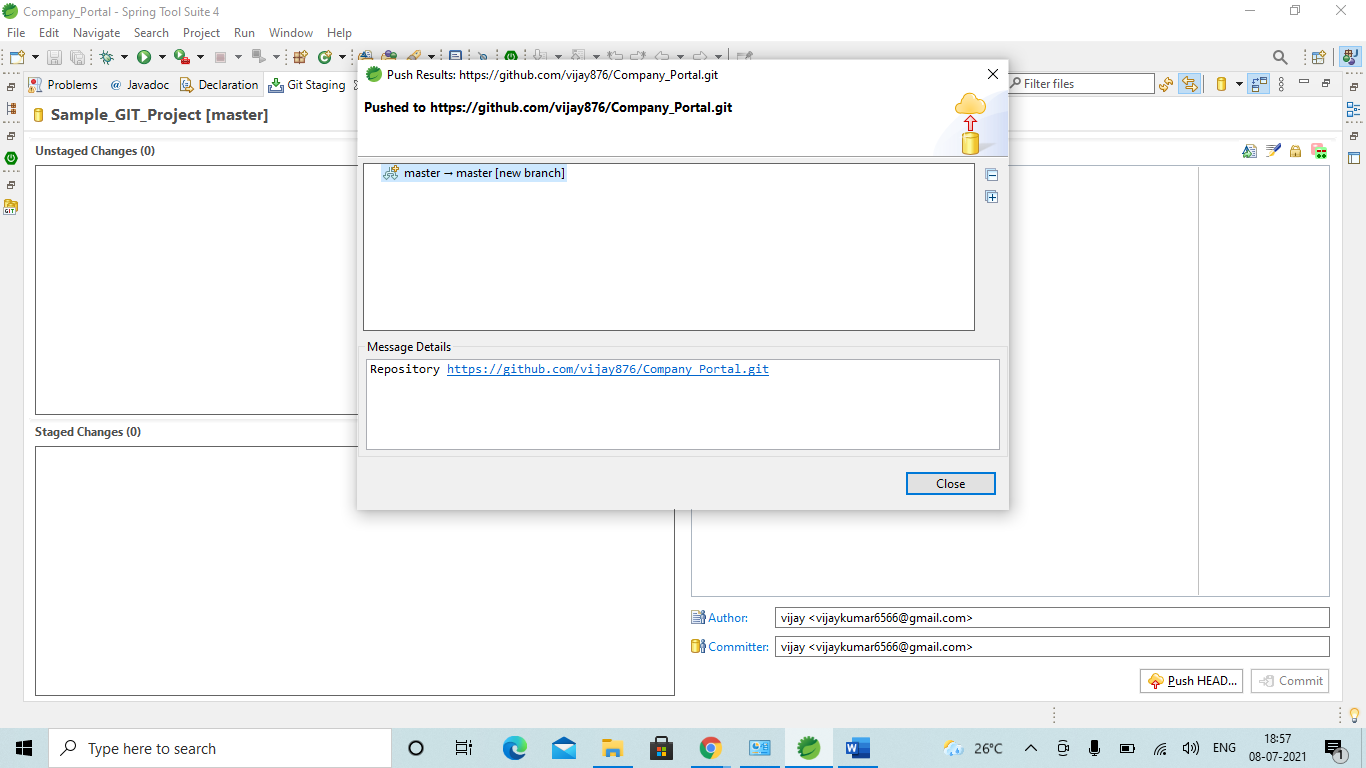 Company_Portal - Spring Tool Suite 4
File Edit Navigate Search Project Run Window Help
Push Results: https://github.com/vijay876/Company_Portal.git
Problems @ Javadoc Declaration Git Staging
Filter files
Pushed to https://github.com/vijay876/Company_Portal.git
Sample_GIT_Project [master]
Unstaged Changes (0)
master → master [new branch]
GIT
Message Details
Repository https://github.com/vijay876/Company_Portal.git
Staged Changes (0)
Close
Author: vijay <vijaykumar6566@gmail.com>
Committer: vijay <vijaykumar6566@gmail.com>
Push HEAD... Commit
Type here to search
26°C
ENG
18:57
08-07-2021
1